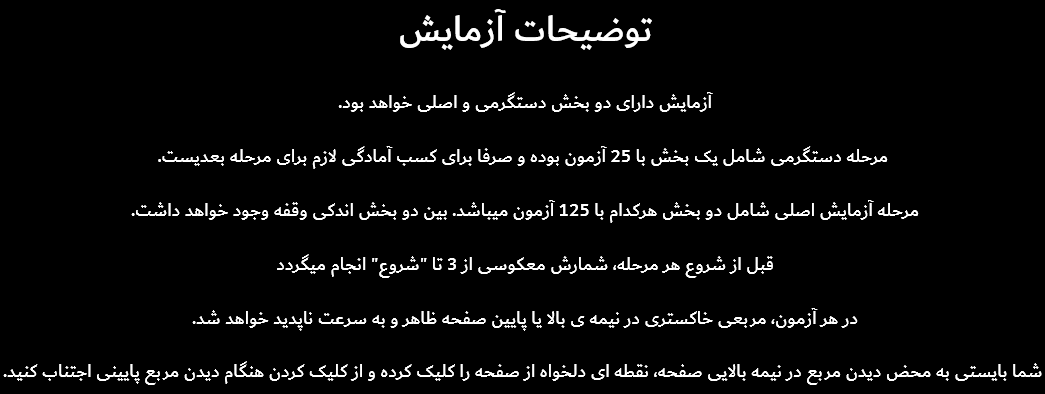 توضیحات آزمایش
آزمایش دارای دو بخش دستگرمی و اصلی خواهد بود.
مرحله دستگرمی شامل یک بخش با 25 آزمون بوده و صرفا برای کسب آمادگی لازم برای مرحله بعدیست.
مرحله آزمایش اصلی شامل دو بخش هرکدام با 125 آزمون میباشد. بین دو بخش اندکی وقفه وجود خواهد داشت.
قبل از شروع هر مرحله، شمارش معکوسی از 3 تا "شروع" انجام میگردد
در هر آزمون، مربعی خاکستری در نیمه ی بالا یا پایین صفحه ظاهر و به سرعت ناپدید خواهد شد.
شما بایستی به محض دیدن مربع در نیمه بالایی صفحه، نقطه ای دلخواه از صفحه را کلیک کرده و از کلیک کردن هنگام دیدن مربع پایینی اجتناب کنید.